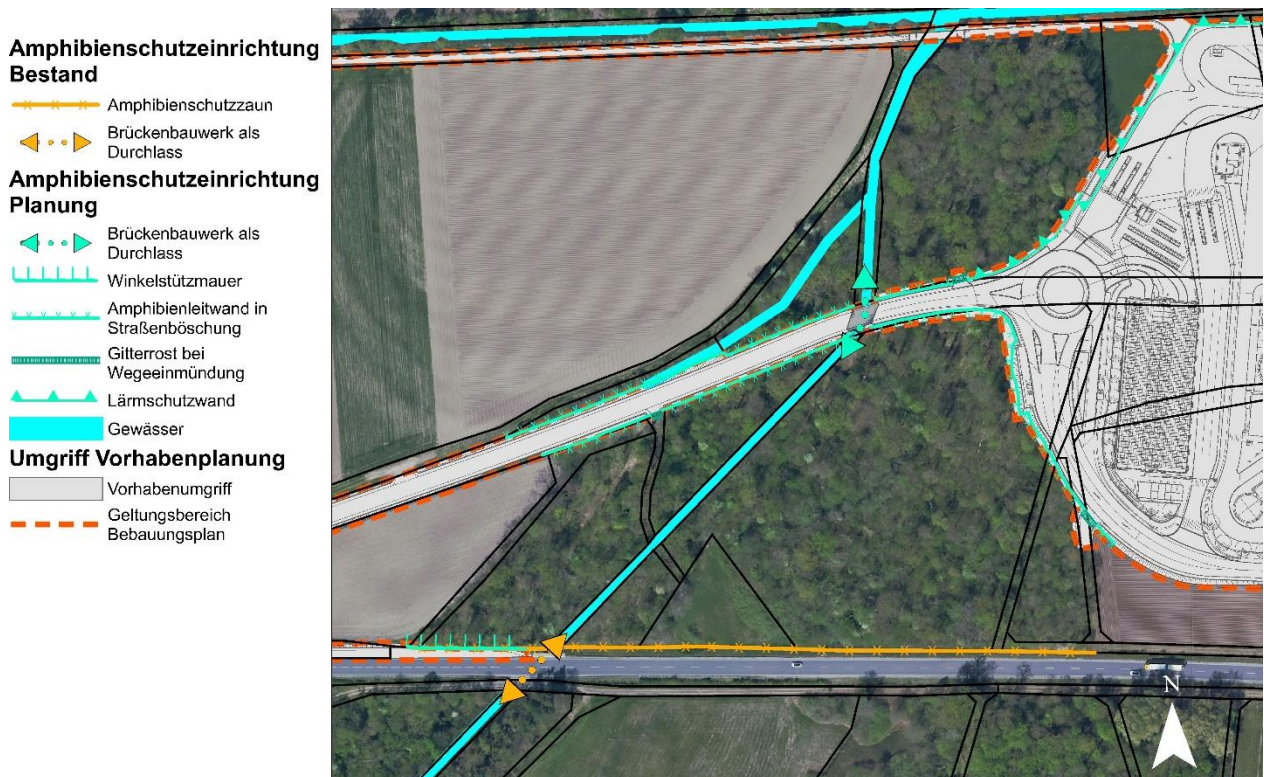 Amphibienschutzeinrichtung
Bestand
Amphibienschutzzaun
Brückenbauwerk als
Durchlass
Amphibienschutzeinrichtung
Planung
Brückenbauwerk als
Durchlass
Winkelstützmauer
Amphibienleitwand in
Straßenböschung
Gitterrost bei
Wegeeinmündung
Lärmschutzwand
Gewässer
Umgriff Vorhabenplanung
Vorhabenumgriff
Geltungsbereich
Bebauungsplan
N